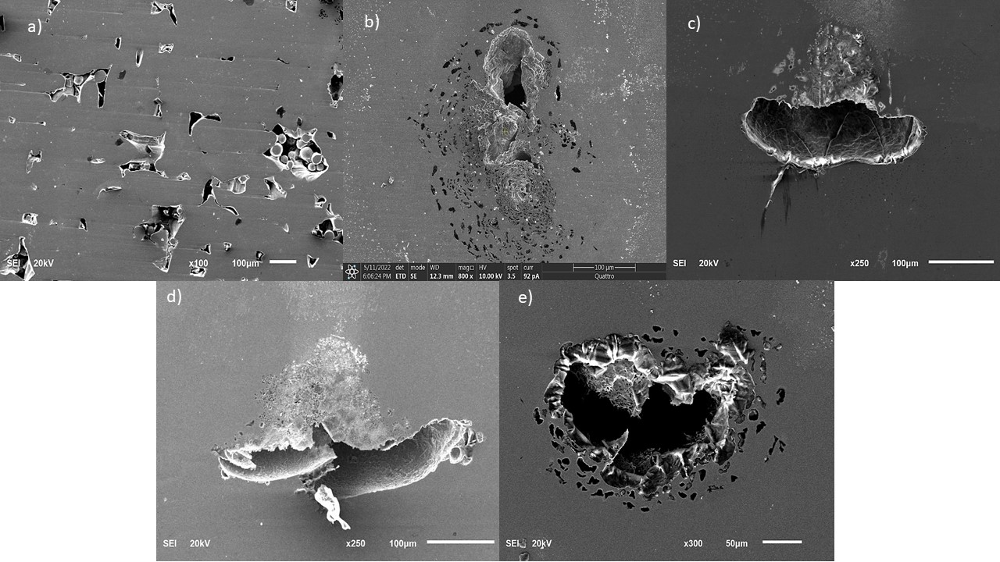 a)
SEI 20kV x100 100µm
b)
5/11/2022 det mode WD mag□ HV spot curr
6:06:24 PM ETD SE 12.3 mm 800 x 10.00 kV 3.5 92 pA
100 µm
Quattro
c)
SEI 20kV x250 100µm
d)
SEI 20kV x250 100µm
e)
SEI 20kV x300 50µm